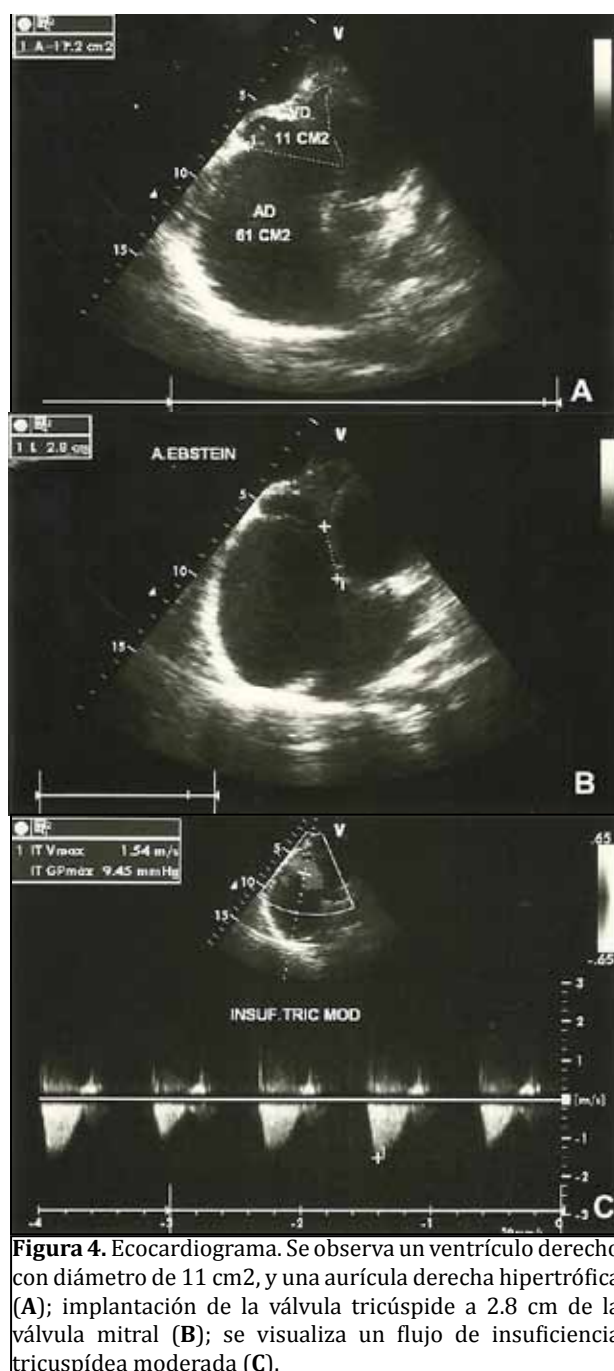 1 A-1 P.2 cm2
V
5
VD
11 CM2
10
AD
61 CM2
15
A
1 L 2.8 cm
V
A.EBSTEIN
5
10
15
B
1 IT Vmax 1.54 m/s
IT GPmáx 9.45 mmHg
V
.65
5
10
15
-.65
INSUF.TRIC MOD
3
2
1
[m/s]
-1
-2
-3
-4 -3 -2 -1 0
C
Figura 4. Ecocardiograma. Se observa un ventrículo derecho
con diámetro de 11 cm2, y una aurícula derecha hipertrófica
(A); implantación de la válvula tricúspide a 2.8 cm de la
válvula mitral (B); se visualiza un flujo de insuficiencia
tricuspídea moderada (C).